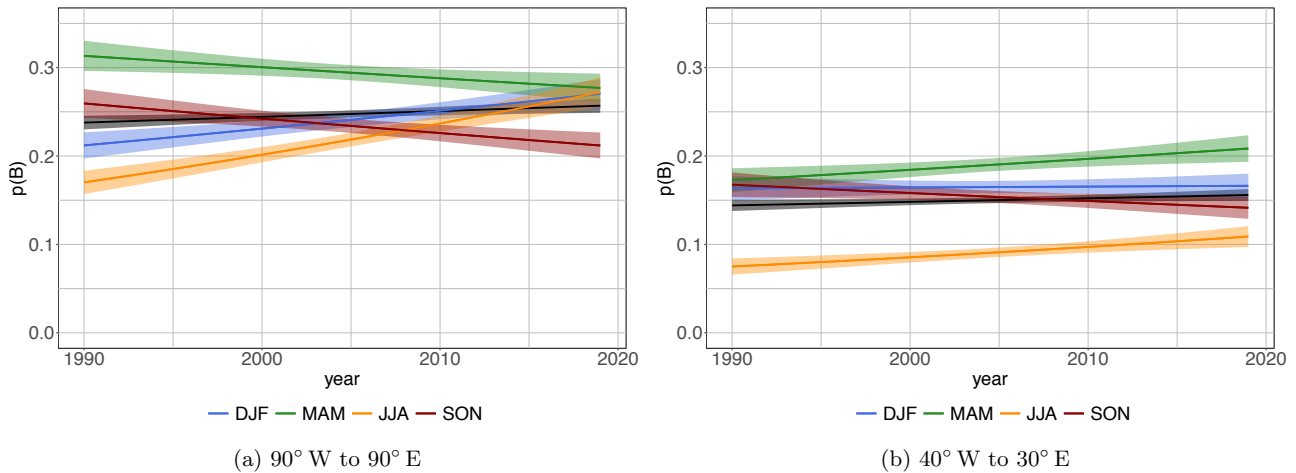 p(B)
0.3
0.2
0.1
0.0
1990 2000 2010 2020
year
DJF MAM JJA SON
(a) 90° W to 90° E
p(B)
0.3
0.2
0.1
0.0
1990 2000 2010 2020
year
DJF MAM JJA SON
(b) 40° W to 30° E